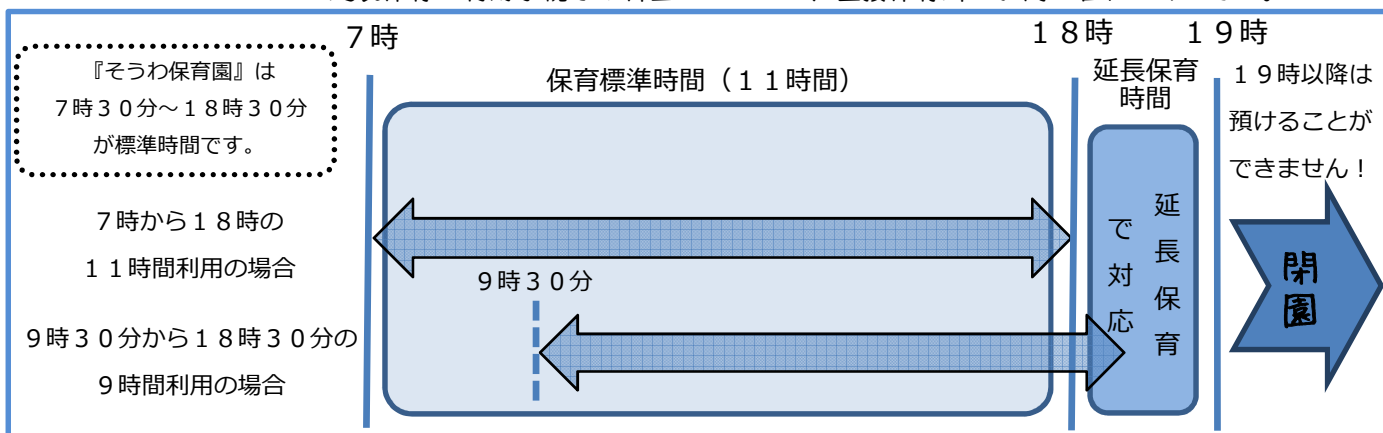 ７時
１８時
１９時
『そうわ保育園』は
７時３０分～１８時３０分
が標準時間です。
保育標準時間（１１時間）
延長保育
時間
１９時以降は
預けることが
できません！
７時から１８時の
１１時間利用の場合
９時３０分
９時３０分から１８時３０分の
９時間利用の場合
延長保育
で対応
閉園